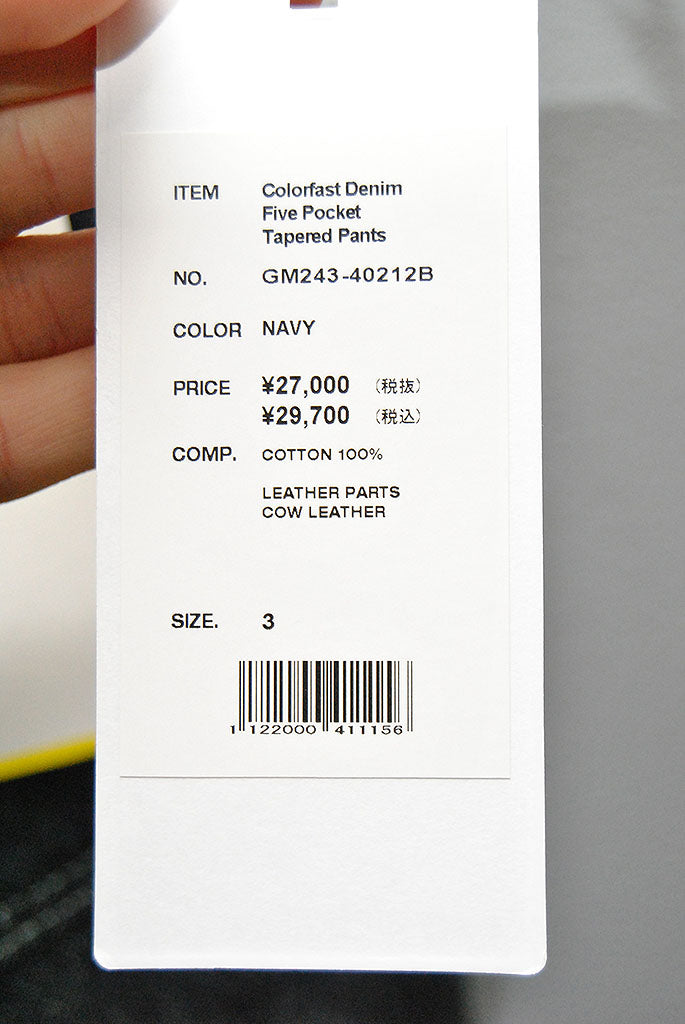 ITEM Colorfast Denim
Five Pocket
Tapered Pants
NO. GM243-40212B
COLOR NAVY
PRICE ¥27,000 (税抜)
¥29,700 (税込)
COMP. COTTON 100%
LEATHER PARTS
COW LEATHER
SIZE. 3
1 122000 411156